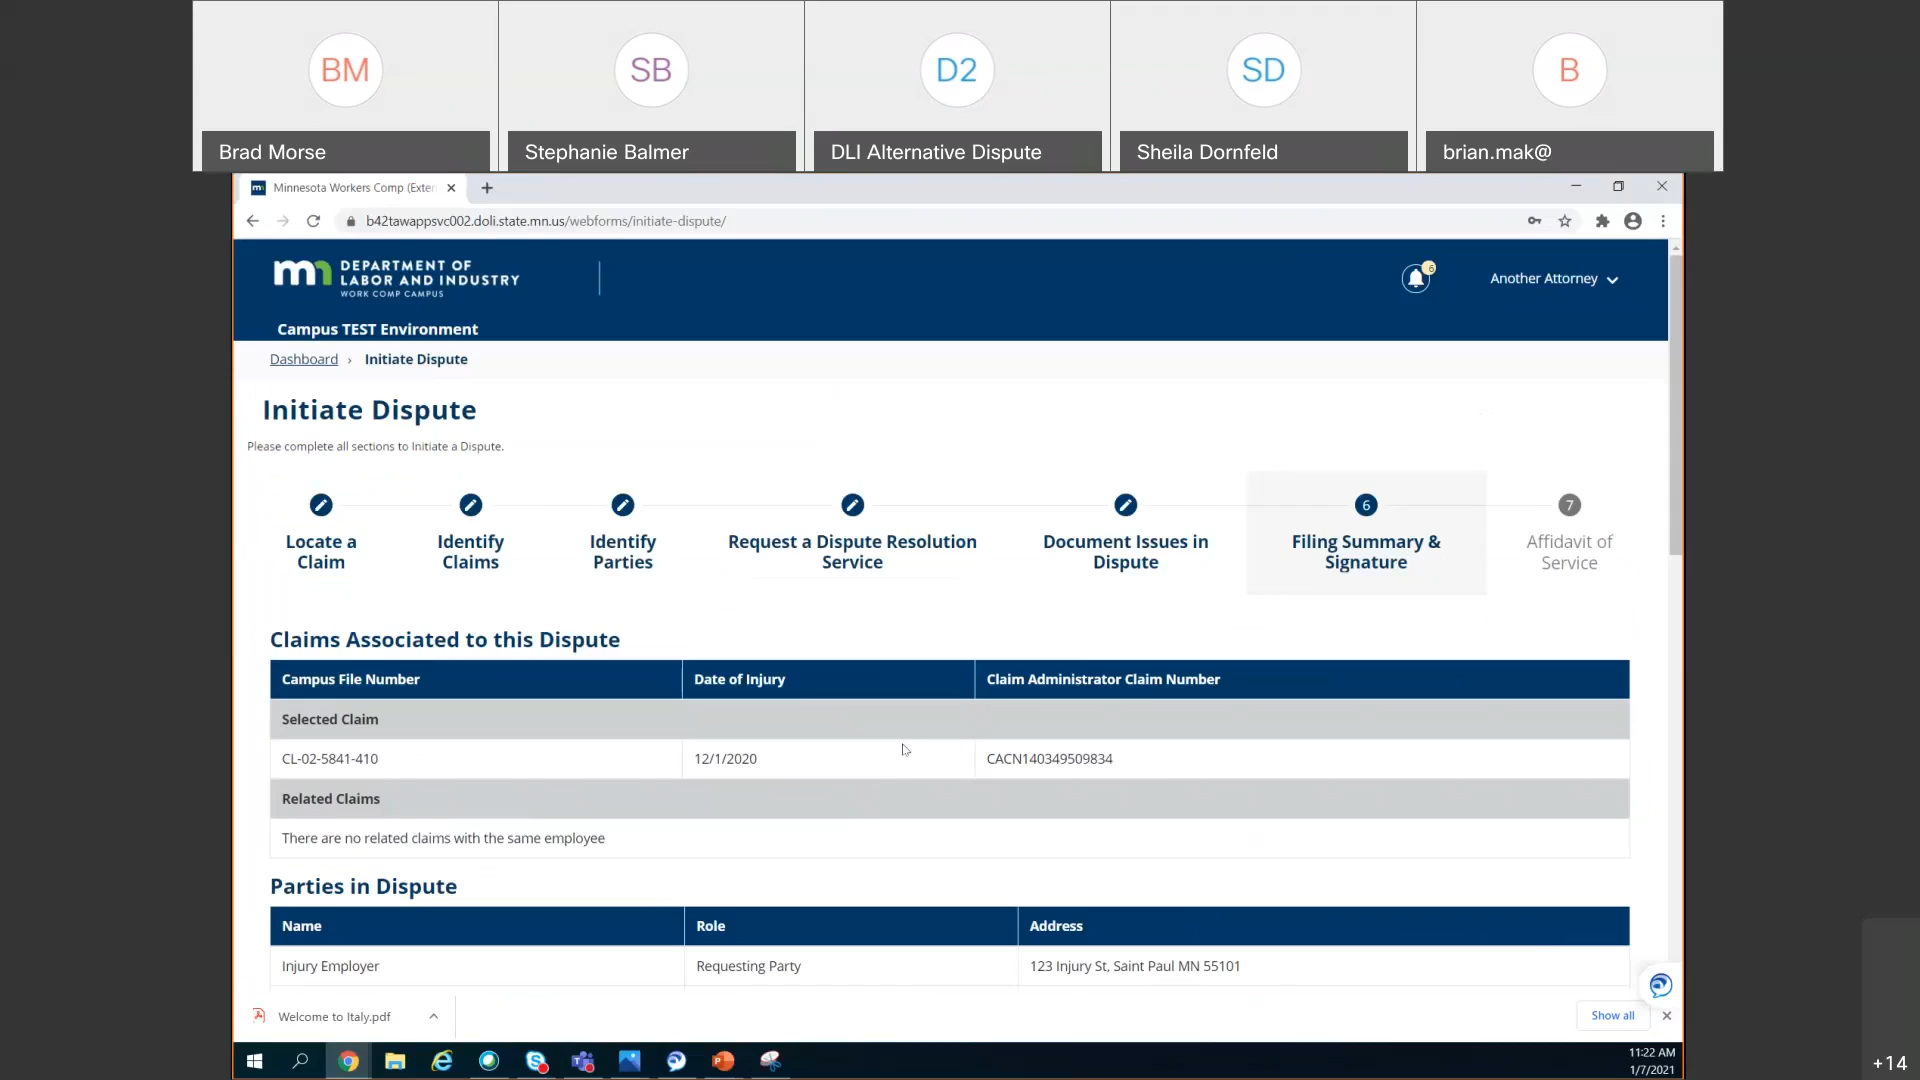 BM
SB
D2
SD
B
Brad Morse
Stephanie Balmer
DLI Alternative Dispute
Sheila Dornfeld
brian.mak@
Minnesota Workers Comp (Exter
b42tawappsvc002.doli.state.mn.us/webforms/initiate-dispute/
DEPARTMENT OF
LABOR AND INDUSTRY
WORK COMP CAMPUS
6
Another Attorney
Campus TEST Environment
Dashboard › Initiate Dispute
Initiate Dispute
Please complete all sections to Initiate a Dispute.
6
7
Locate a
Claim
Identify
Claims
Identify
Parties
Request a Dispute Resolution
Service
Document Issues in
Dispute
Filing Summary &
Signature
Affidavit of
Service
Claims Associated to this Dispute
Campus File Number Date of Injury Claim Administrator Claim Number
Selected Claim
CL-02-5841-410 12/1/2020 CACN140349509834
Related Claims
There are no related claims with the same employee
Parties in Dispute
Name Role Address
Injury Employer Requesting Party 123 Injury St, Saint Paul MN 55101
Welcome to Italy.pdf
Show all
11:22 AM
1/7/2021
+14